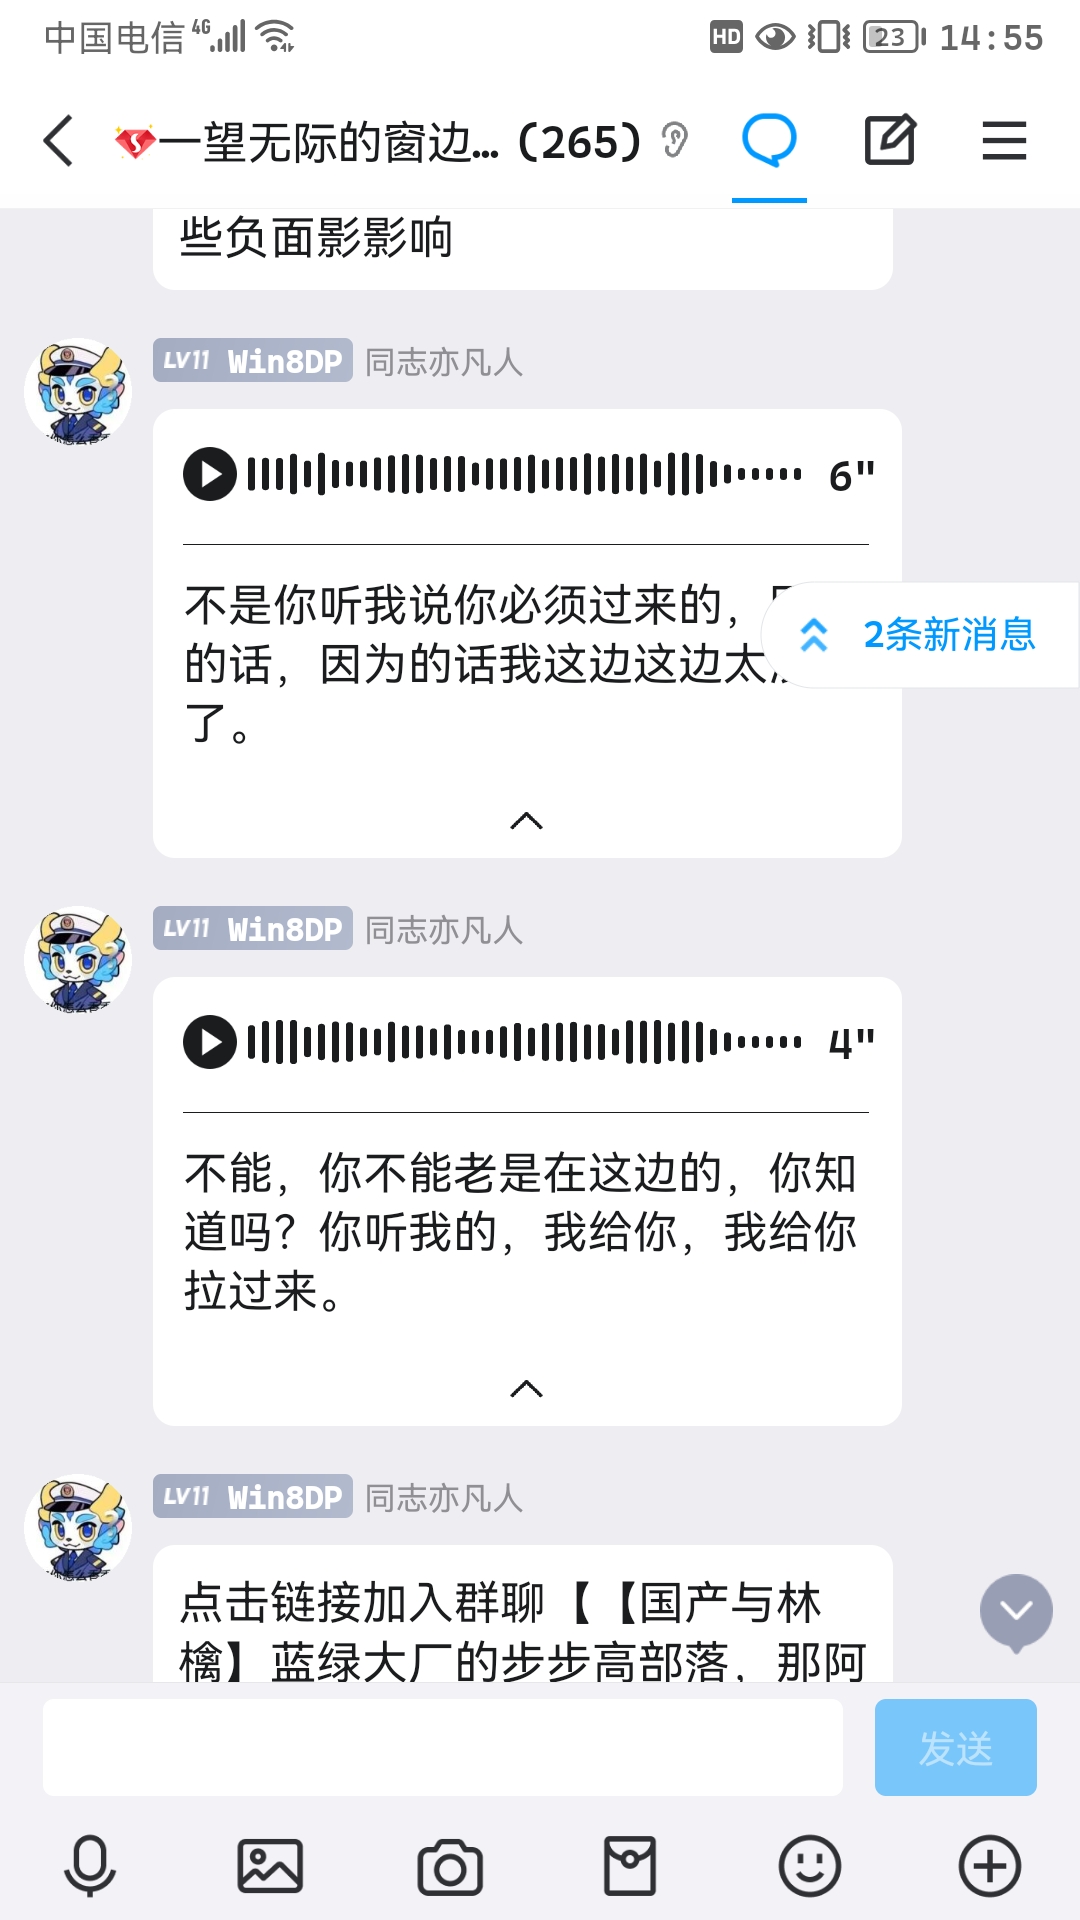 中国电信 4G HD 23 14:55
一望无际的窗边... (265)
些负面影影响
LV11 Win8DP 同志亦凡人
6"
不是你听我说你必须过来的，
2条新消息
的话，因为的话我这边这边太
了。
LV11 Win8DP 同志亦凡人
4"
不能，你不能老是在这边的，你知
道吗？你听我的，我给你，我给你
拉过来。
LV11 Win8DP 同志亦凡人
点击链接加入群聊【【国产与林
檎】蓝绿大厂的步步高部落，那阿
发送